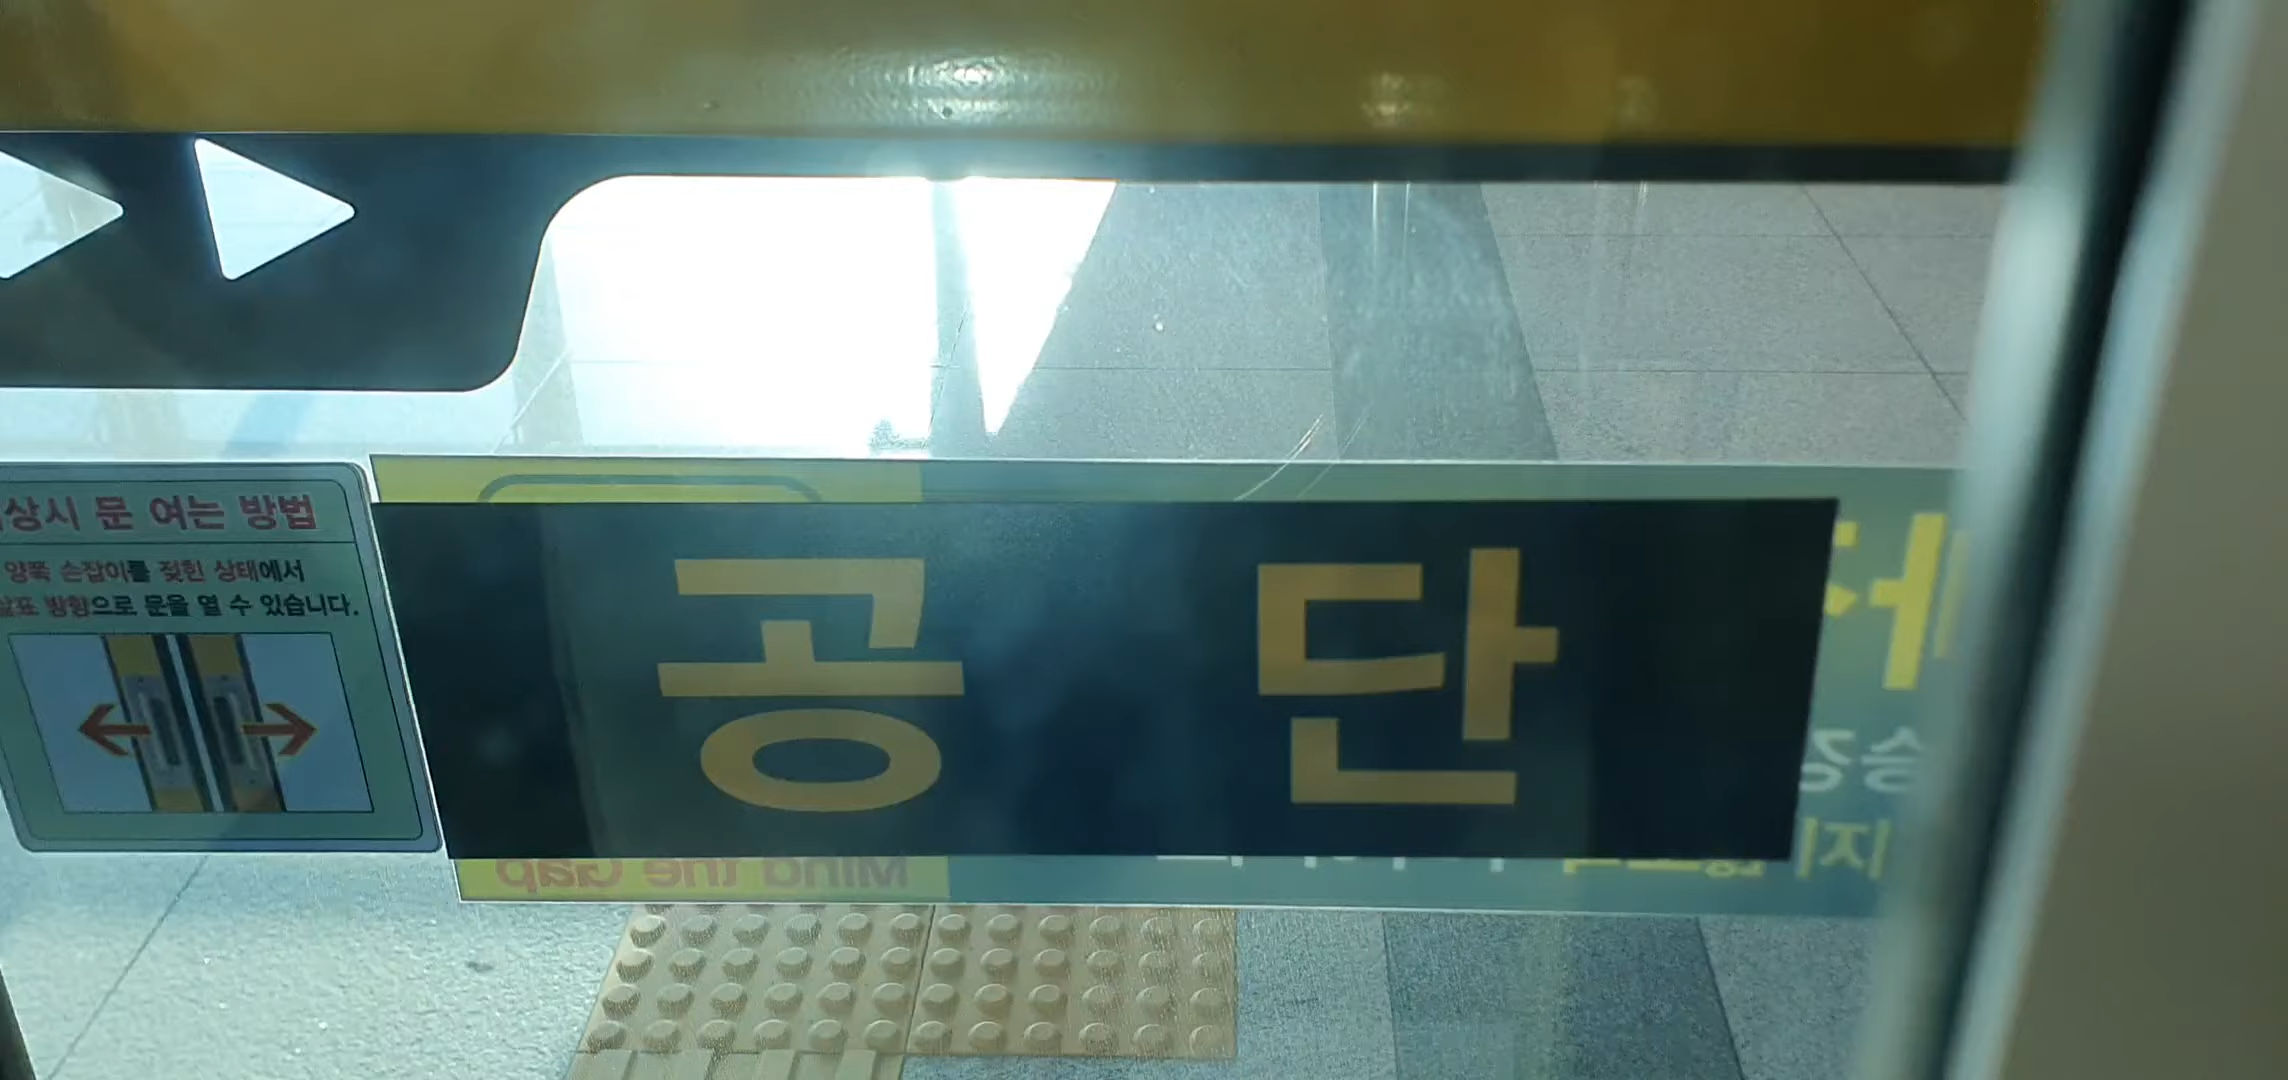 상시 문 여는 방법
양쪽 손잡이를 젖힌 상태에서
방향으로 문을 열 수 있습니다.
공 단
Mind the Gap